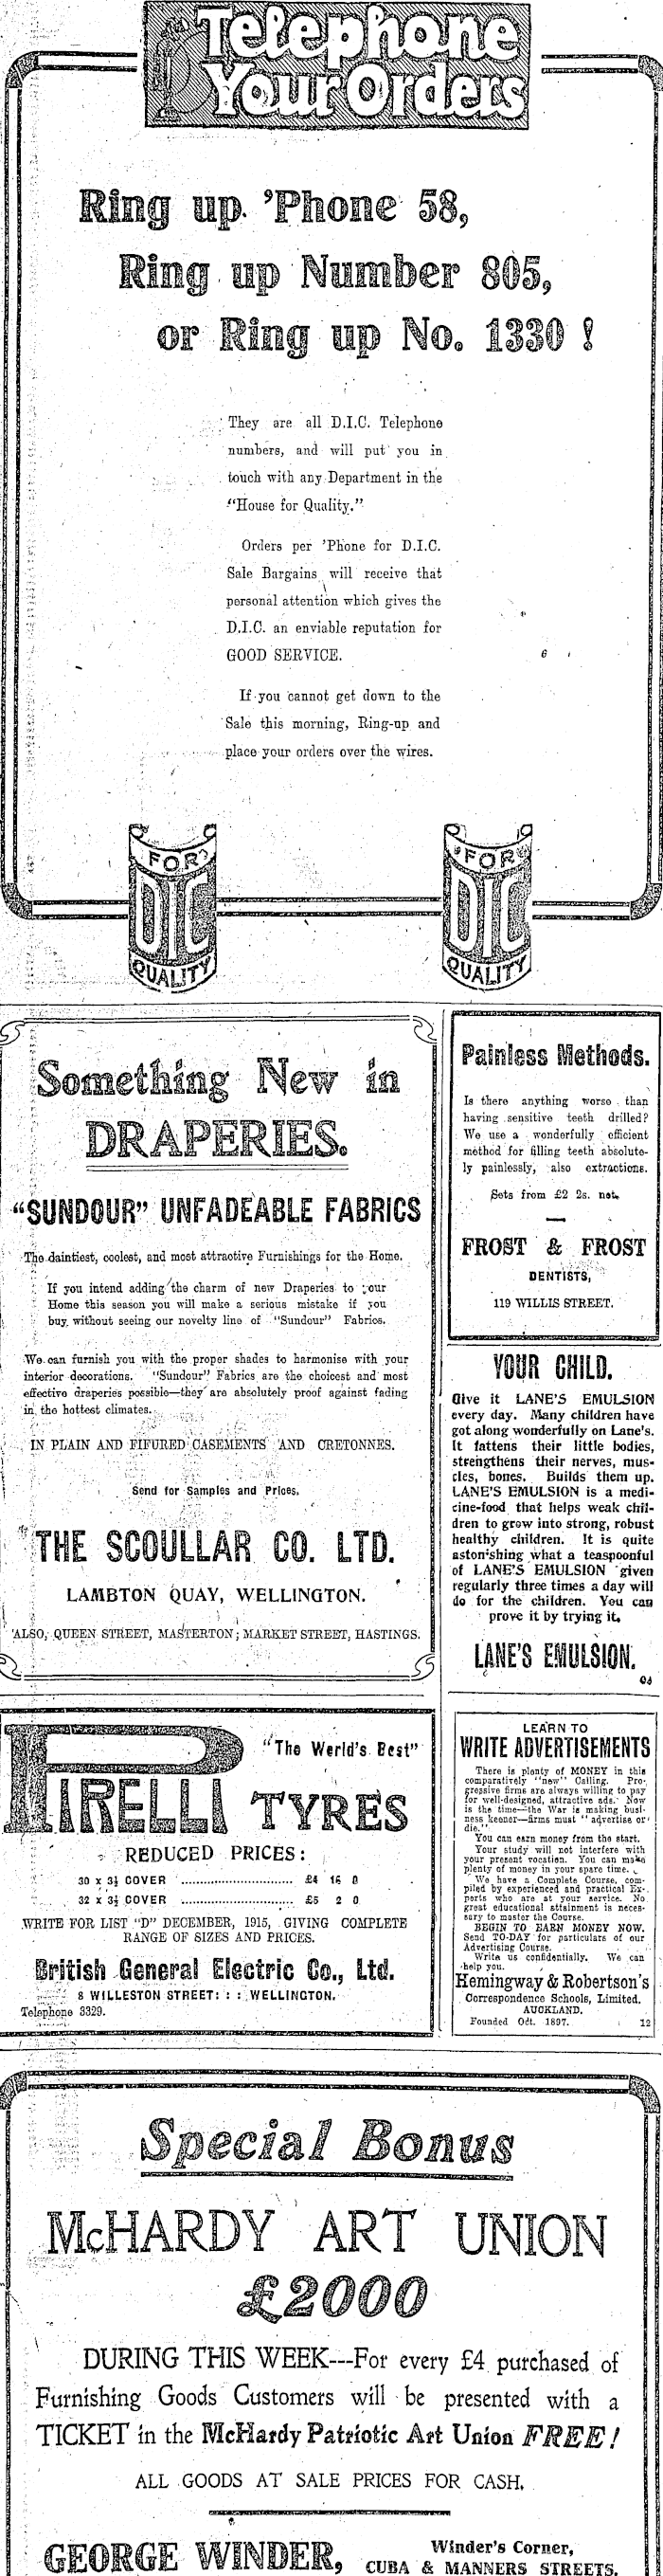 Telephone
Your Orders
Ring up 'Phone 58,
Ring up Number 805,
or Ring up No. 1330 !
They are all D.I.C. Telephone
numbers, and will put you in
touch with any Department in the
"House for Quality."
Orders per 'Phone for D.I.C.
Sale Bargains will receive that
personal attention which gives the
D.I.C. an enviable reputation for
GOOD SERVICE.
If you cannot get down to the
Sale this morning, Ring-up and
place your orders over the wires.
FOR
DIC
QUALITY
FOR
DIC
QUALITY
Something New in
DRAPERIES.
"SUNDOUR" UNFADEABLE FABRICS
The daintiest, coolest, and most attractive Furnishings for the Home.
If you intend adding the charm of new Draperies to your
Home this season you will make a serious mistake if you
buy without seeing our novelty line of "Sundour" Fabrics.
We can furnish you with the proper shades to harmonise with your
interior decorations. "Sundour" Fabrics are the choicest and most
effective draperies possible—they are absolutely proof against fading
in the hottest climates.
IN PLAIN AND FIFURED CASEMENTS AND CRETONNES.
Send for Samples and Prices.
THE SCOULLAR CO. LTD.
LAMBTON QUAY, WELLINGTON.
ALSO, QUEEN STREET, MASTERTON; MARKET STREET, HASTINGS.
Painless Methods.
Is there anything worse than
having sensitive teeth drilled?
We use a wonderfully efficient
method for filling teeth absolute-
ly painlessly, also extractions.
Sets from £2 2s. net.
FROST & FROST
DENTISTS,
119 WILLIS STREET.
YOUR CHILD.
Give it LANE'S EMULSION
every day. Many children have
got along wonderfully on Lane's.
It fattens their little bodies,
strengthens their nerves, mus-
cles, bones. Builds them up.
LANE'S EMULSION is a medi-
cine-food that helps weak chil-
dren to grow into strong, robust
healthy children. It is quite
astonishing what a teaspoonful
of LANE'S EMULSION given
regularly three times a day will
do for the children. You can
prove it by trying it.
LANE'S EMULSION.
PIRELLI
"The World's Best"
TYRES
REDUCED PRICES:
30 x 3½ COVER ............................ £4 16 0
32 x 3½ COVER ............................ £5 2 0
WRITE FOR LIST "D" DECEMBER, 1915, GIVING COMPLETE
RANGE OF SIZES AND PRICES.
British General Electric Co., Ltd.
8 WILLESTON STREET: : : WELLINGTON.
Telephone 3329.
LEARN TO
WRITE ADVERTISEMENTS
There is plenty of MONEY in this
comparatively "new" Calling. Pro-
gressive firms are always willing to pay
for well-designed, attractive ads. Now
is the time—the War is making busi-
ness keener—firms must "advertise or
die."
You can earn money from the start.
Your study will not interfere with
your present vocation. You can make
plenty of money in your spare time.
We have a Complete Course, com-
piled by experienced and practical Ex-
perts who are at your service. No
great educational attainment is neces-
sary to master the Course.
BEGIN TO EARN MONEY NOW.
Send TO-DAY for particulars of our
Advertising Course.
Write us confidentially. We can
help you.
Hemingway & Robertson's
Correspondence Schools, Limited.
AUCKLAND.
Founded Oct. 1897. 12
Special Bonus
McHARDY ART UNION
£2000
DURING THIS WEEK---For every £4 purchased of
Furnishing Goods Customers will be presented with a
TICKET in the McHardy Patriotic Art Union FREE!
ALL GOODS AT SALE PRICES FOR CASH.
GEORGE WINDER,
Winder's Corner,
CUBA & MANNERS STREETS.